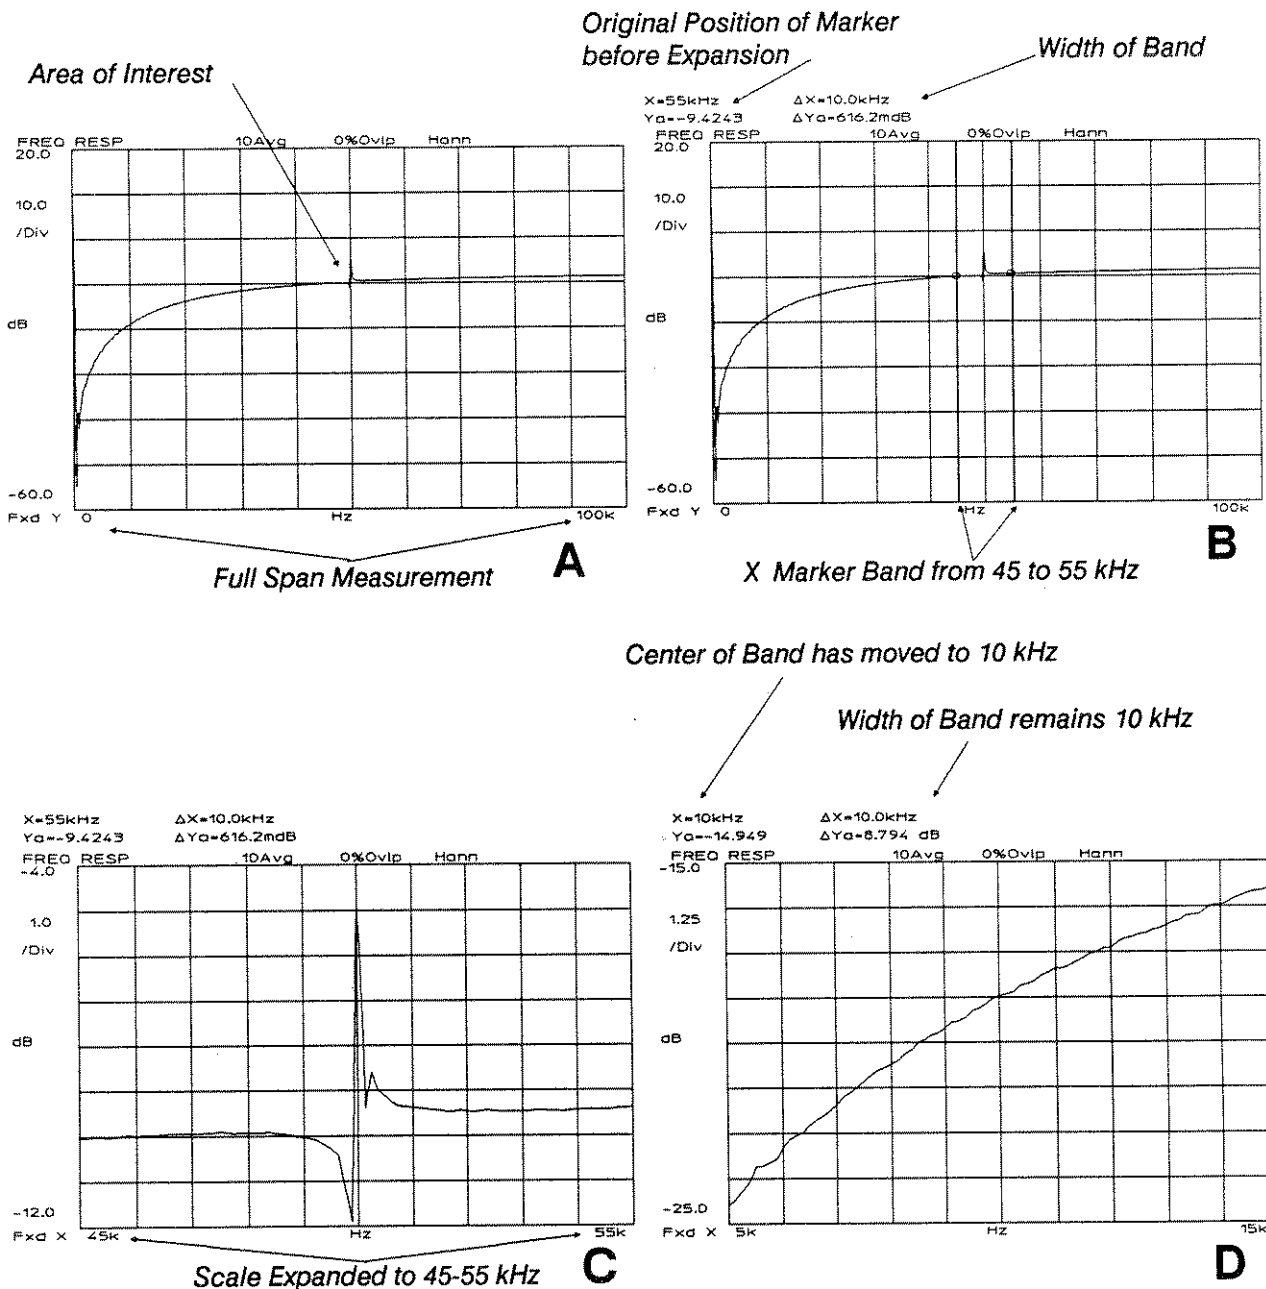 Original Position of Marker
before Expansion
Area of Interest
Width of Band
X=55kHz ΔX=10.0kHz
Ya=-9.4243 ΔYa=616.2mdB
FREQ RESP 10Avg 0%Ovlp Hann
20.0
10.0
/Div
dB
-60.0
Fxd Y 0 Hz 100k
Full Span Measurement
A
FREQ RESP 10Avg 0%Ovlp Hann
20.0
10.0
/Div
dB
-60.0
Fxd Y 0 Hz 100k
B
X Marker Band from 45 to 55 kHz
Center of Band has moved to 10 kHz
Width of Band remains 10 kHz
X=55kHz ΔX=10.0kHz
Ya=-9.4243 ΔYa=616.2mdB
FREQ RESP 10Avg 0%Ovlp Hann
-4.0
1.0
/Div
dB
-12.0
Fxd X 45k Hz 55k
Scale Expanded to 45-55 kHz
C
X=10kHz ΔX=10.0kHz
Ya=-14.949 ΔYa=8.794 dB
FREQ RESP 10Avg 0%Ovlp Hann
-15.0
1.25
/Div
dB
-25.0
Fxd X 5k Hz 15k
D